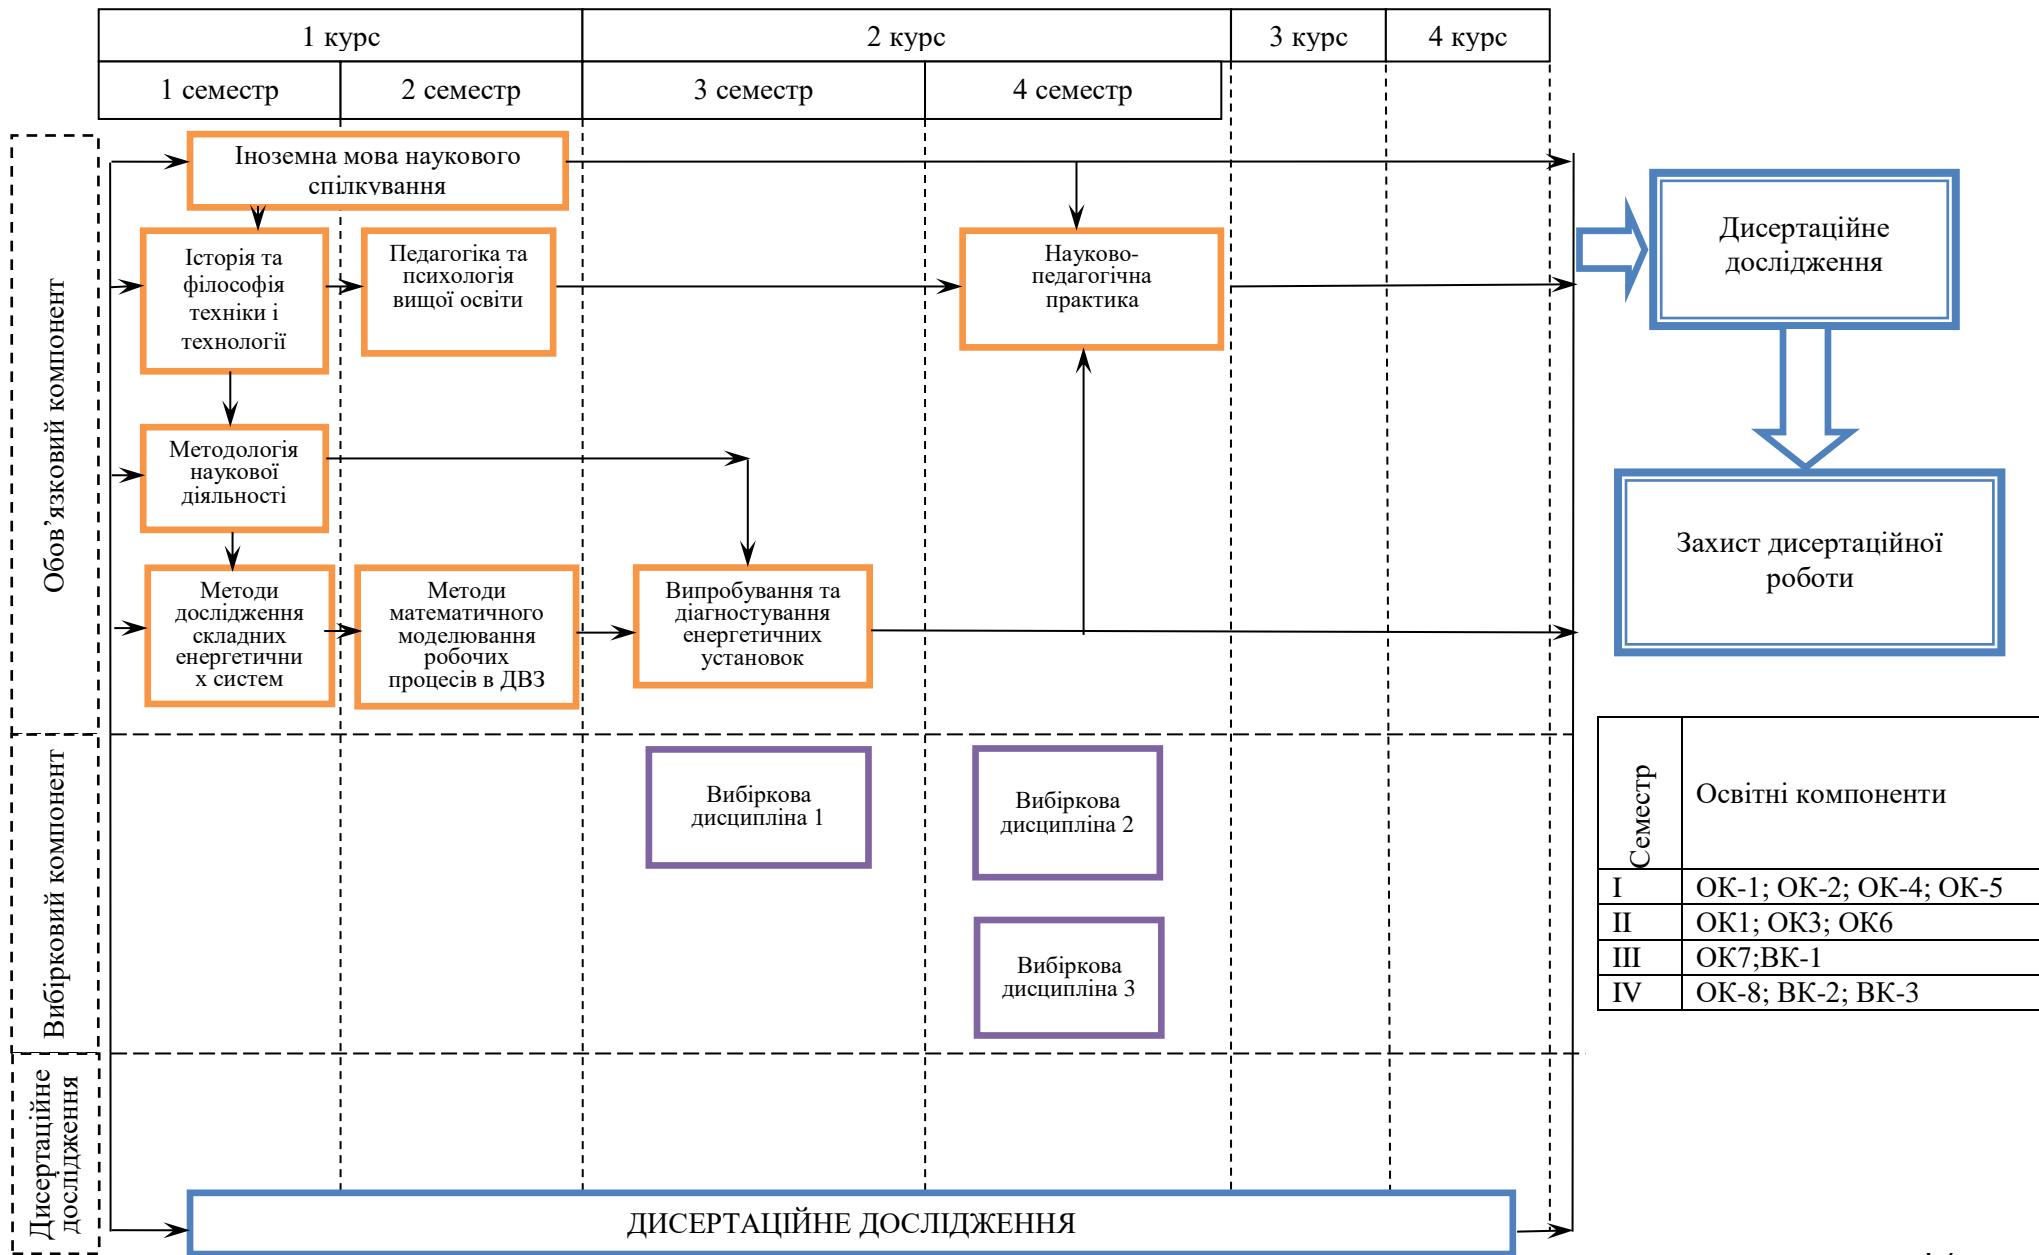 1 курс
2 курс
3 курс
4 курс
1 семестр
2 семестр
3 семестр
4 семестр
Обов’язковий компонент
Іноземна мова наукового
спілкування
Історія та
філософія
техніки і
технології
Педагогіка та
психологія
вищої освіти
Науково-
педагогічна
практика
Методологія
наукової
діяльності
Методи
дослідження
складних
енергетични
х систем
Методи
математичного
моделювання
робочих
процесів в ДВЗ
Випробування та
діагностування
енергетичних
установок
Дисертаційне
дослідження
Захист дисертаційної
роботи
Вибірковий компонент
Вибіркова
дисципліна 1
Вибіркова
дисципліна 2
Вибіркова
дисципліна 3
Семестр
Освітні компоненти
I
ОК-1; ОК-2; ОК-4; ОК-5
II
ОК1; ОК3; ОК6
III
ОК7;ВК-1
IV
ОК-8; ВК-2; ВК-3
Дисертаційне
дослідження
ДИСЕРТАЦІЙНЕ ДОСЛІДЖЕННЯ